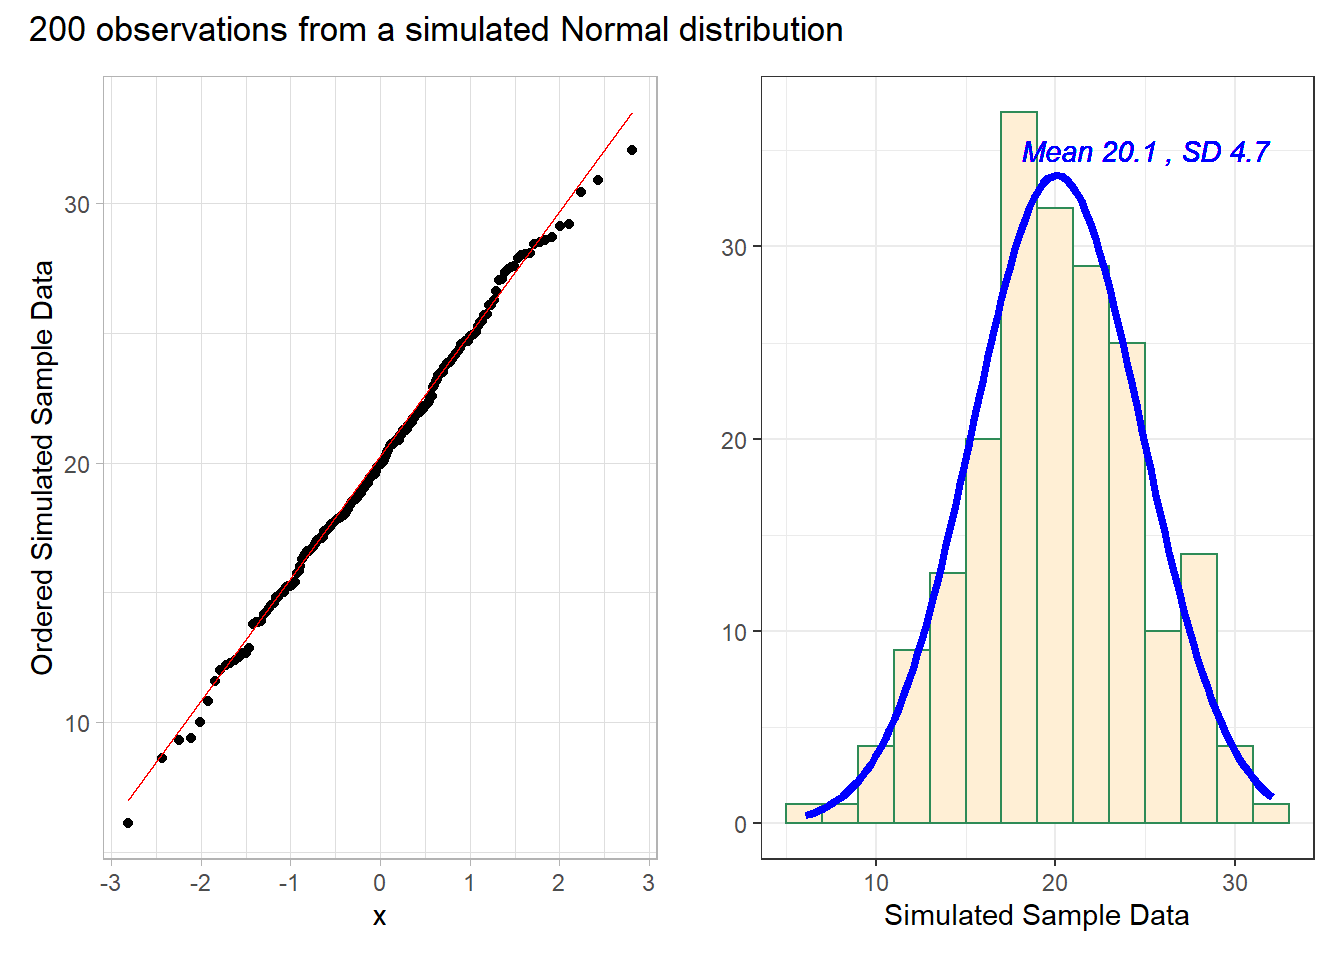 200 observations from a simulated Normal distribution
Ordered Simulated Sample Data
30
20
10
-3 -2 -1 0 1 2 3
x
Mean 20.1 , SD 4.7
30
20
10
0
10 20 30
Simulated Sample Data